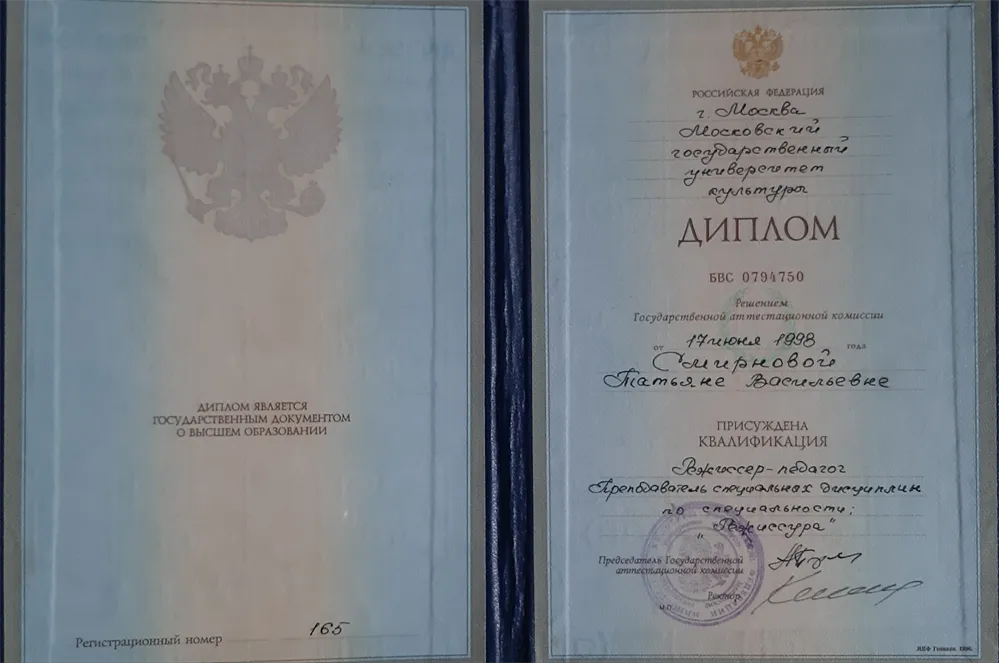 ДИПЛОМ ЯВЛЯЕТСЯ
ГОСУДАРСТВЕННЫМ ДОКУМЕНТОМ
О ВЫСШЕМ ОБРАЗОВАНИИ
Регистрационный номер 165
РОССИЙСКАЯ ФЕДЕРАЦИЯ
г. Москва
Московский
государственный
университет
культуры
ДИПЛОМ
БВС 0794750
Решением
Государственной аттестационной комиссии
от 17 июня 1998 года
Смирновой
Татьяне Васильевне
ПРИСУЖДЕНА
КВАЛИФИКАЦИЯ
Режиссер-педагог
Преподаватель специальных дисциплин
по специальности;
"Режиссура"
Председатель Государственной
аттестационной комиссии
Ректор
М.П.